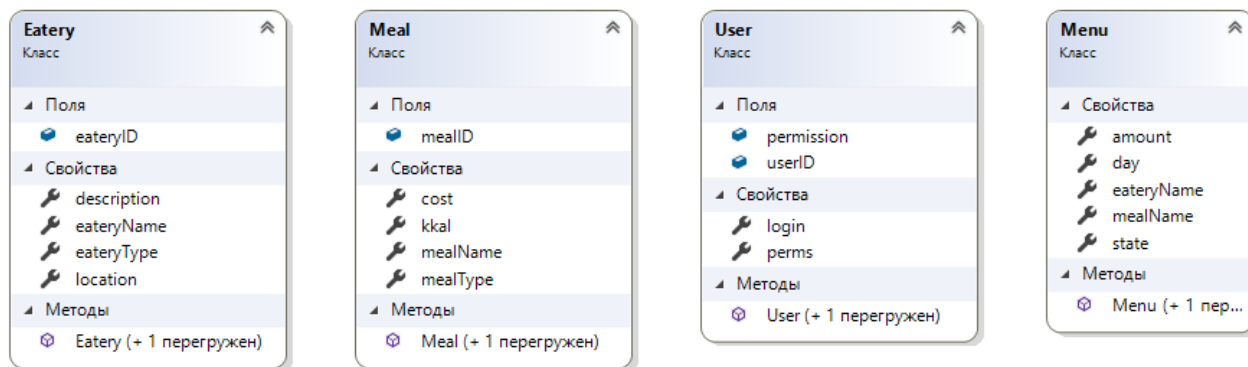 Eatery
Класс
Поля
eateryID
Свойства
description
eateryName
eateryType
location
Методы
Eatery (+ 1 перегружен)
Meal
Класс
Поля
mealID
Свойства
cost
kkal
mealName
mealType
Методы
Meal (+ 1 перегружен)
User
Класс
Поля
permission
userID
Свойства
login
perms
Методы
User (+ 1 перегружен)
Menu
Класс
Свойства
amount
day
eateryName
mealName
state
Методы
Menu (+ 1 пер...